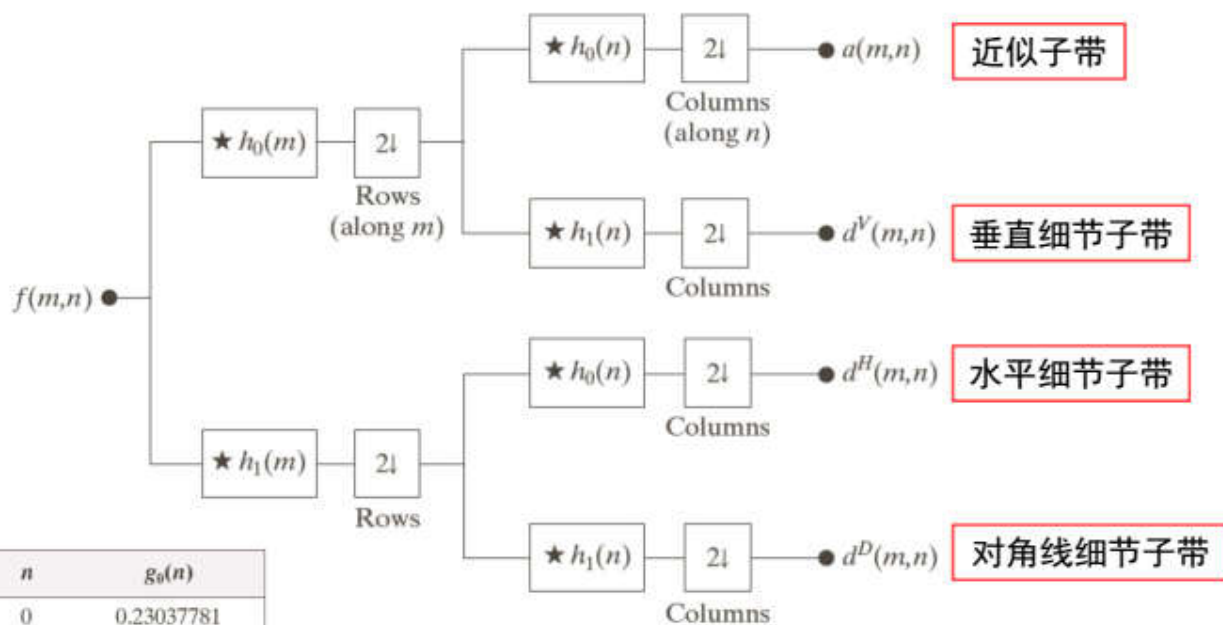 ★ h₀(n) 2↓ a(m,n) 近似子带
Columns
(along n)
★ h₀(m) 2↓
Rows
(along m)
★ h₁(n) 2↓ dⱽ(m,n) 垂直细节子带
Columns
f(m,n)
★ h₀(n) 2↓ dᴴ(m,n) 水平细节子带
Columns
★ h₁(m) 2↓
Rows
★ h₁(n) 2↓ dᴰ(m,n) 对角线细节子带
Columns
n g₀(n)
0 0.23037781